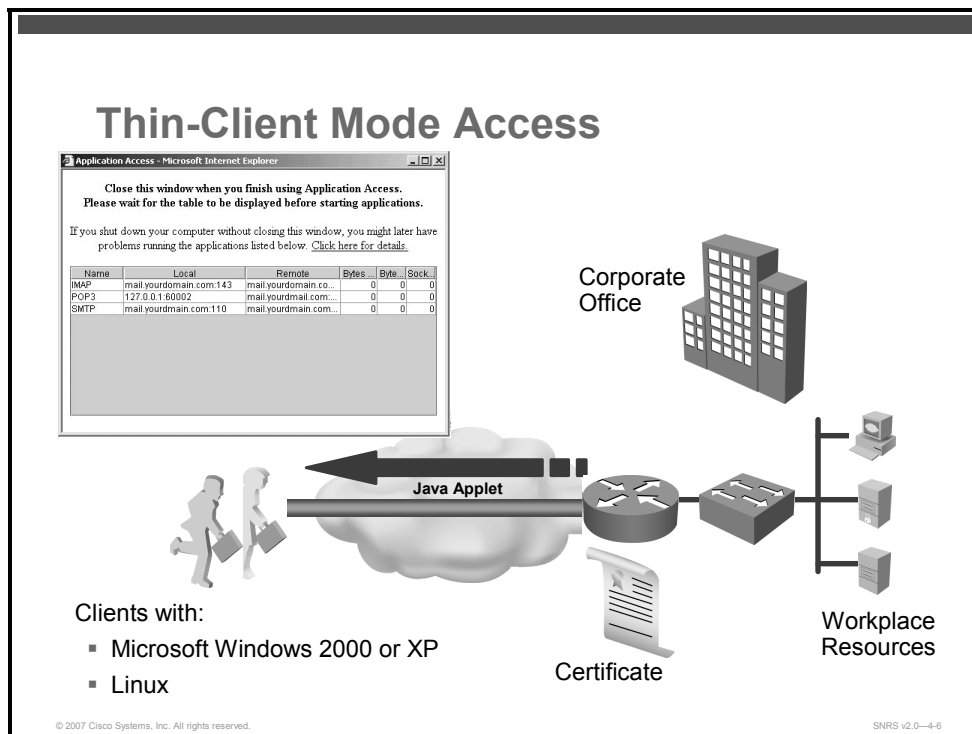 Thin-Client Mode Access
Application Access - Microsoft Internet Explorer
Close this window when you finish using Application Access.
Please wait for the table to be displayed before starting applications.
If you shut down your computer without closing this window, you might later have
problems running the applications listed below. Click here for details.
Name Local Remote Bytes ... Byte... Sock...
IMAP mail.yourdomain.com:143 mail.yourdomain.co... 0 0 0
POP3 127.0.0.1:60002 mail.yourdmail.com:... 0 0 0
SMTP mail.yourdmain.com:110 mail.yourdmain.com... 0 0 0
Corporate
Office
Java Applet
Clients with:
▪ Microsoft Windows 2000 or XP
▪ Linux
Certificate
Workplace
Resources
© 2007 Cisco Systems, Inc. All rights reserved.
SNRS v2.0—4-6